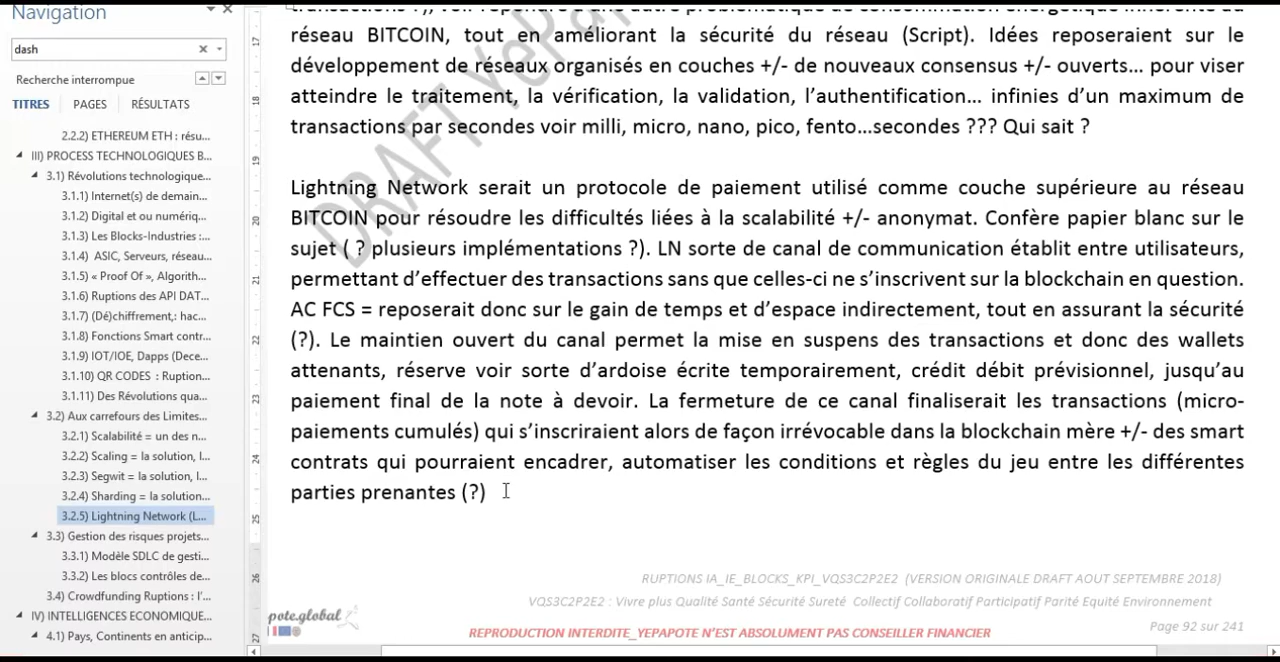 Navigation
dash
Recherche interrompue
TITRES PAGES RÉSULTATS
2.2.2) ETHEREUM ETH : résu...
III) PROCESS TECHNOLOGIQUES B...
3.1) Révolutions technologique...
3.1.1) Internet(s) de demain...
3.1.2) Digital et ou numériq...
3.1.3) Les Blocks-Industries :...
3.1.4) ASIC, Serveurs, réseau...
3.1.5) « Proof Of », Algorith...
3.1.6) Ruptions des API DAT...
3.1.7) (Dé)chiffrement,: hac...
3.1.8) Fonctions Smart contr...
3.1.9) IOT/IOE, Dapps (Dece...
3.1.10) QR CODES : Ruption...
3.1.11) Des Révolutions qua...
3.2) Aux carrefours des Limites...
3.2.1) Scalabilité = un des n...
3.2.2) Scaling = la solution, l...
3.2.3) Segwit = la solution, l...
3.2.4) Sharding = la solution...
3.2.5) Lightning Network (L...
3.3) Gestion des risques projets...
3.3.1) Modèle SDLC de gesti...
3.3.2) Les blocs contrôles de...
3.4) Crowdfunding Ruptions : l'...
IV) INTELLIGENCES ECONOMIQUE...
4.1) Pays, Continents en anticip...
17
18
19
20
21
22
23
24
25
26
27
réseau BITCOIN, tout en améliorant la sécurité du réseau (Script). Idées reposeraient sur le
développement de réseaux organisés en couches +/- de nouveaux consensus +/- ouverts... pour viser
atteindre le traitement, la vérification, la validation, l'authentification... infinies d'un maximum de
transactions par secondes voir milli, micro, nano, pico, fento...secondes ??? Qui sait ?
Lightning Network serait un protocole de paiement utilisé comme couche supérieure au réseau
BITCOIN pour résoudre les difficultés liées à la scalabilité +/- anonymat. Confère papier blanc sur le
sujet ( ? plusieurs implémentations ?). LN sorte de canal de communication établit entre utilisateurs,
permettant d'effectuer des transactions sans que celles-ci ne s'inscrivent sur la blockchain en question.
AC FCS = reposerait donc sur le gain de temps et d'espace indirectement, tout en assurant la sécurité
(?). Le maintien ouvert du canal permet la mise en suspens des transactions et donc des wallets
attenants, réserve voir sorte d'ardoise écrite temporairement, crédit débit prévisionnel, jusqu'au
paiement final de la note à devoir. La fermeture de ce canal finaliserait les transactions (micro-
paiements cumulés) qui s'inscriraient alors de façon irrévocable dans la blockchain mère +/- des smart
contrats qui pourraient encadrer, automatiser les conditions et règles du jeu entre les différentes
parties prenantes (?)
DRAFT YePa
RUPTIONS IA_IE_BLOCKS_KPI_VQS3C2P2E2 (VERSION ORIGINALE DRAFT AOUT SEPTEMBRE 2018)
VQS3C2P2E2 : Vivre plus Qualité Santé Sécurité Sureté Collectif Collaboratif Participatif Parité Equité Environnement
pote.global
REPRODUCTION INTERDITE_YEPAPOTE N'EST ABSOLUMENT PAS CONSEILLER FINANCIER
Page 92 sur 241